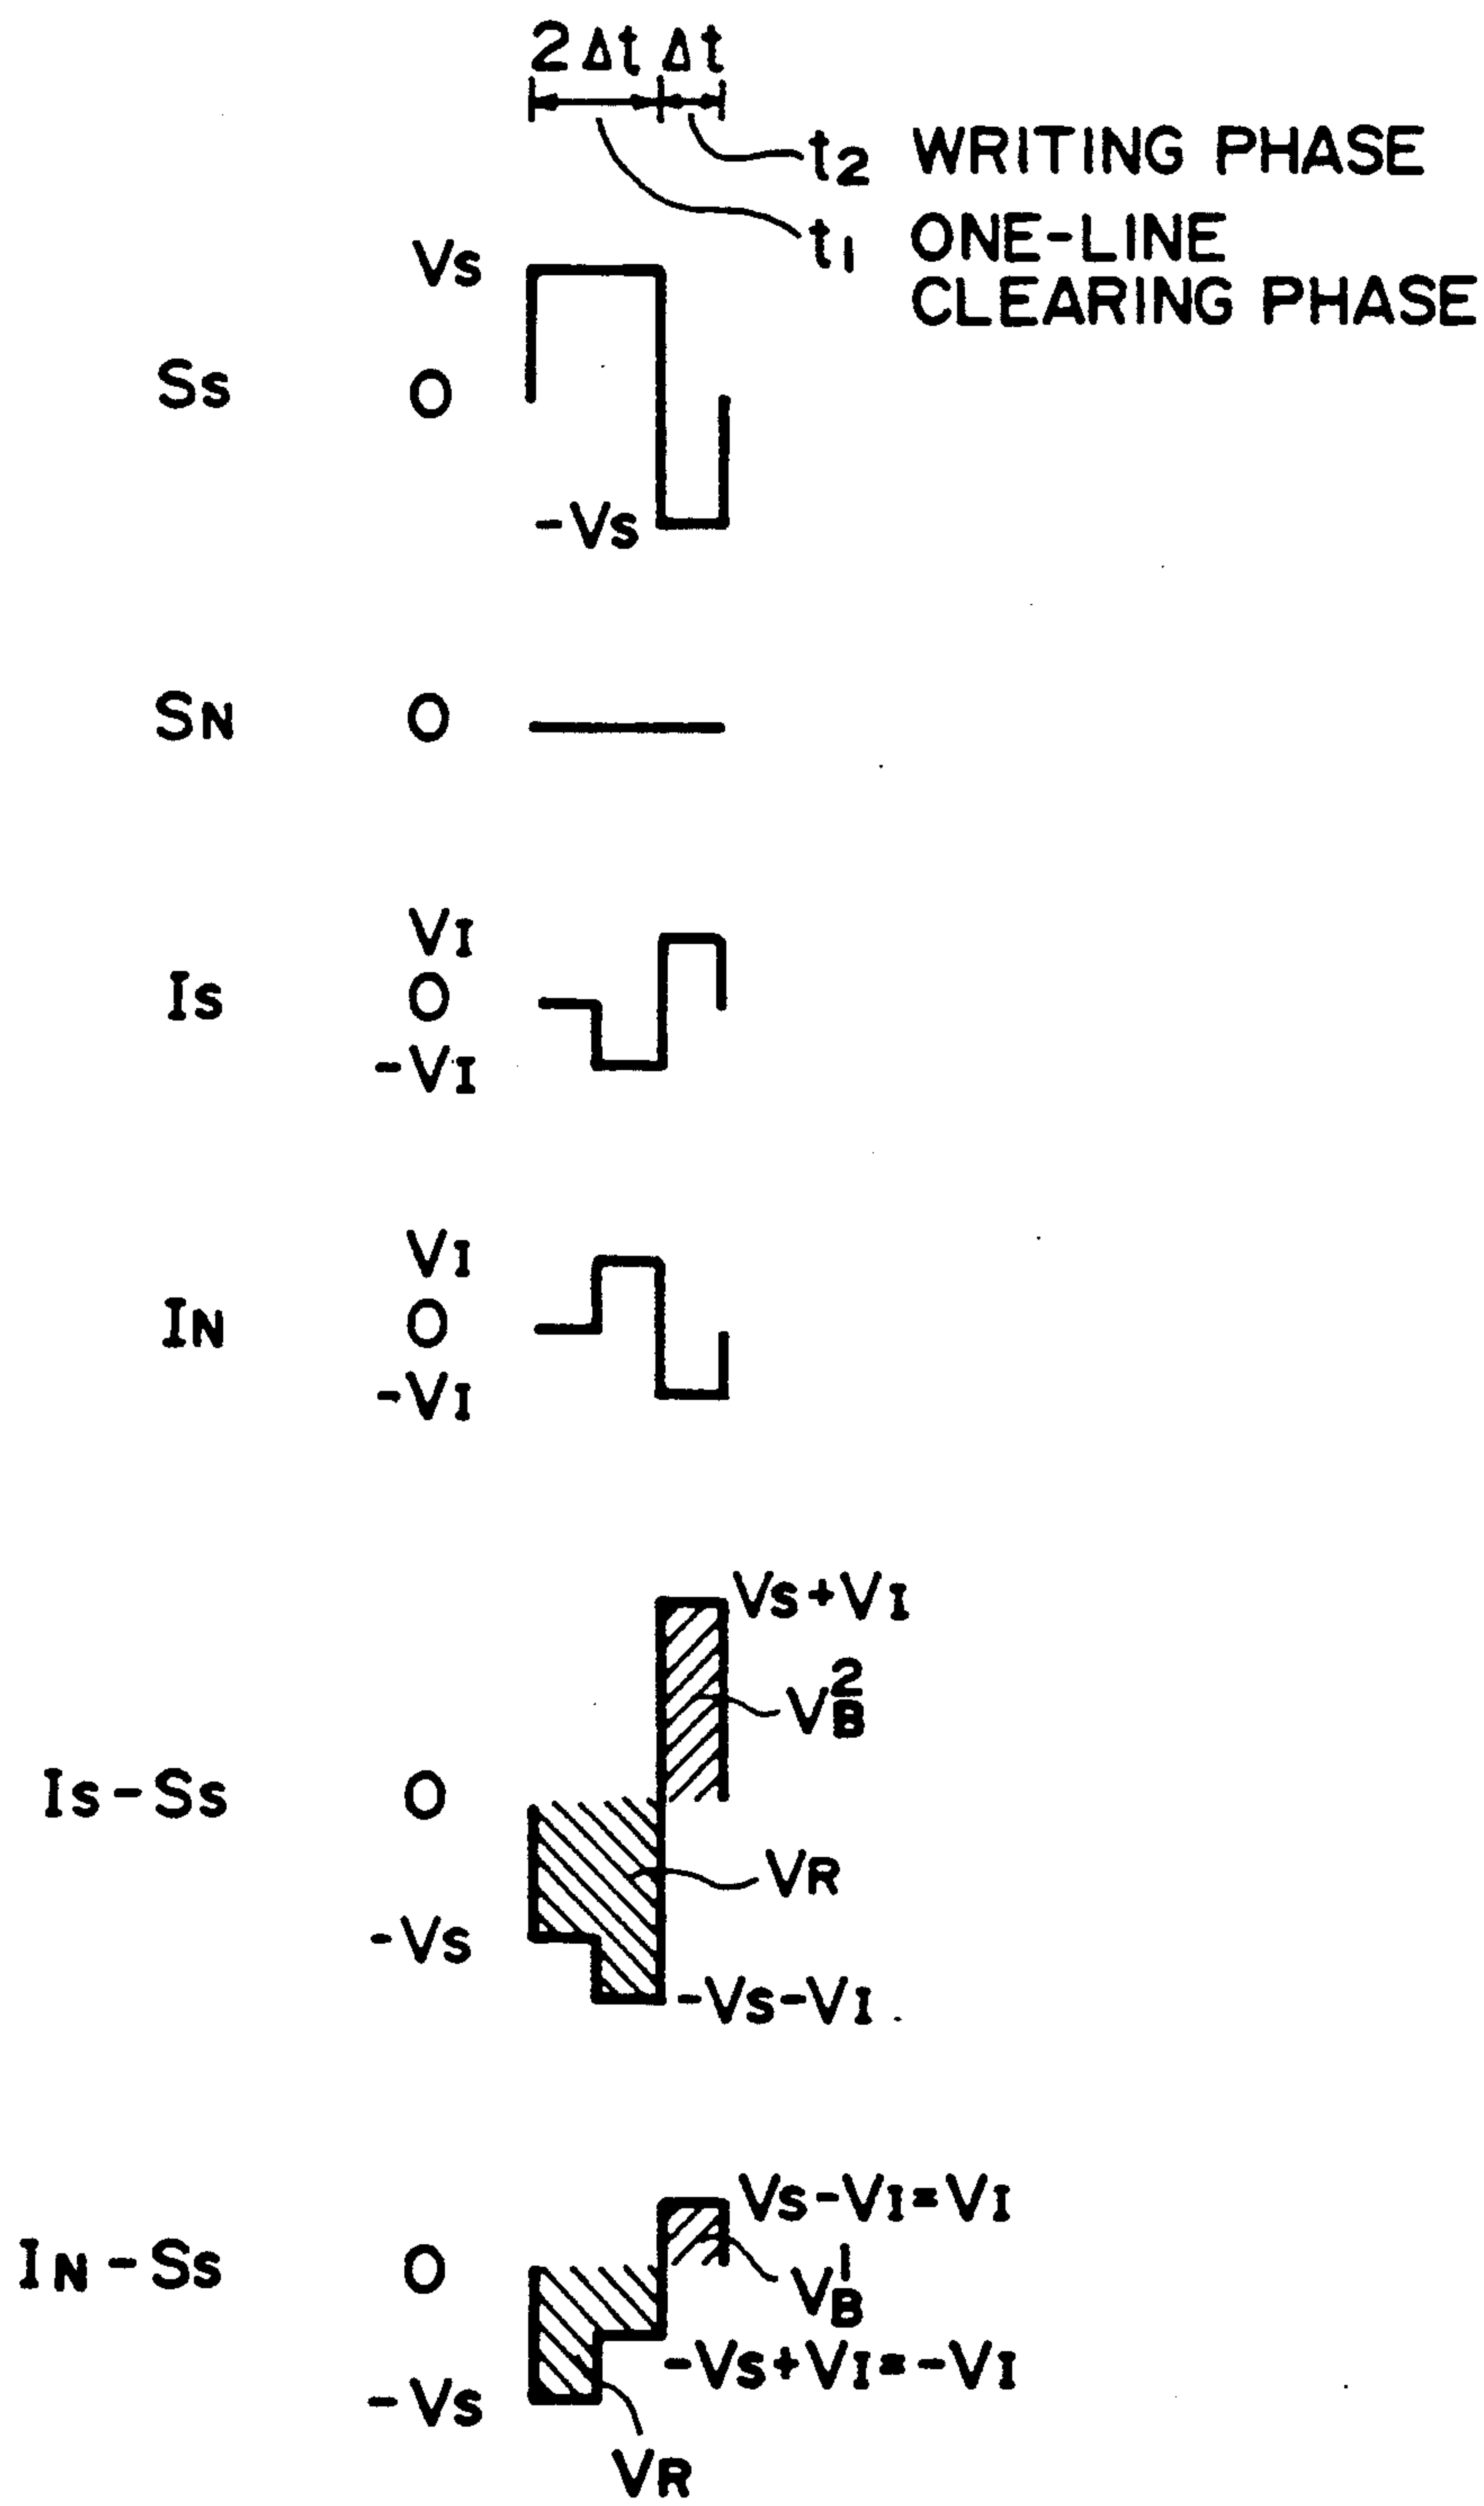 2Δt Δt
t2 WRITING PHASE
t1 ONE-LINE
CLEARING PHASE
Vs
Ss O
-Vs
SN O
VI
Is O
-VI
VI
IN O
-VI
Vs+VI
V2B
Is-Ss O
VR
-Vs
-Vs-VI
Vs-VI=VI
IN-Ss O
V1B
-Vs+VI=-VI
-Vs
VR